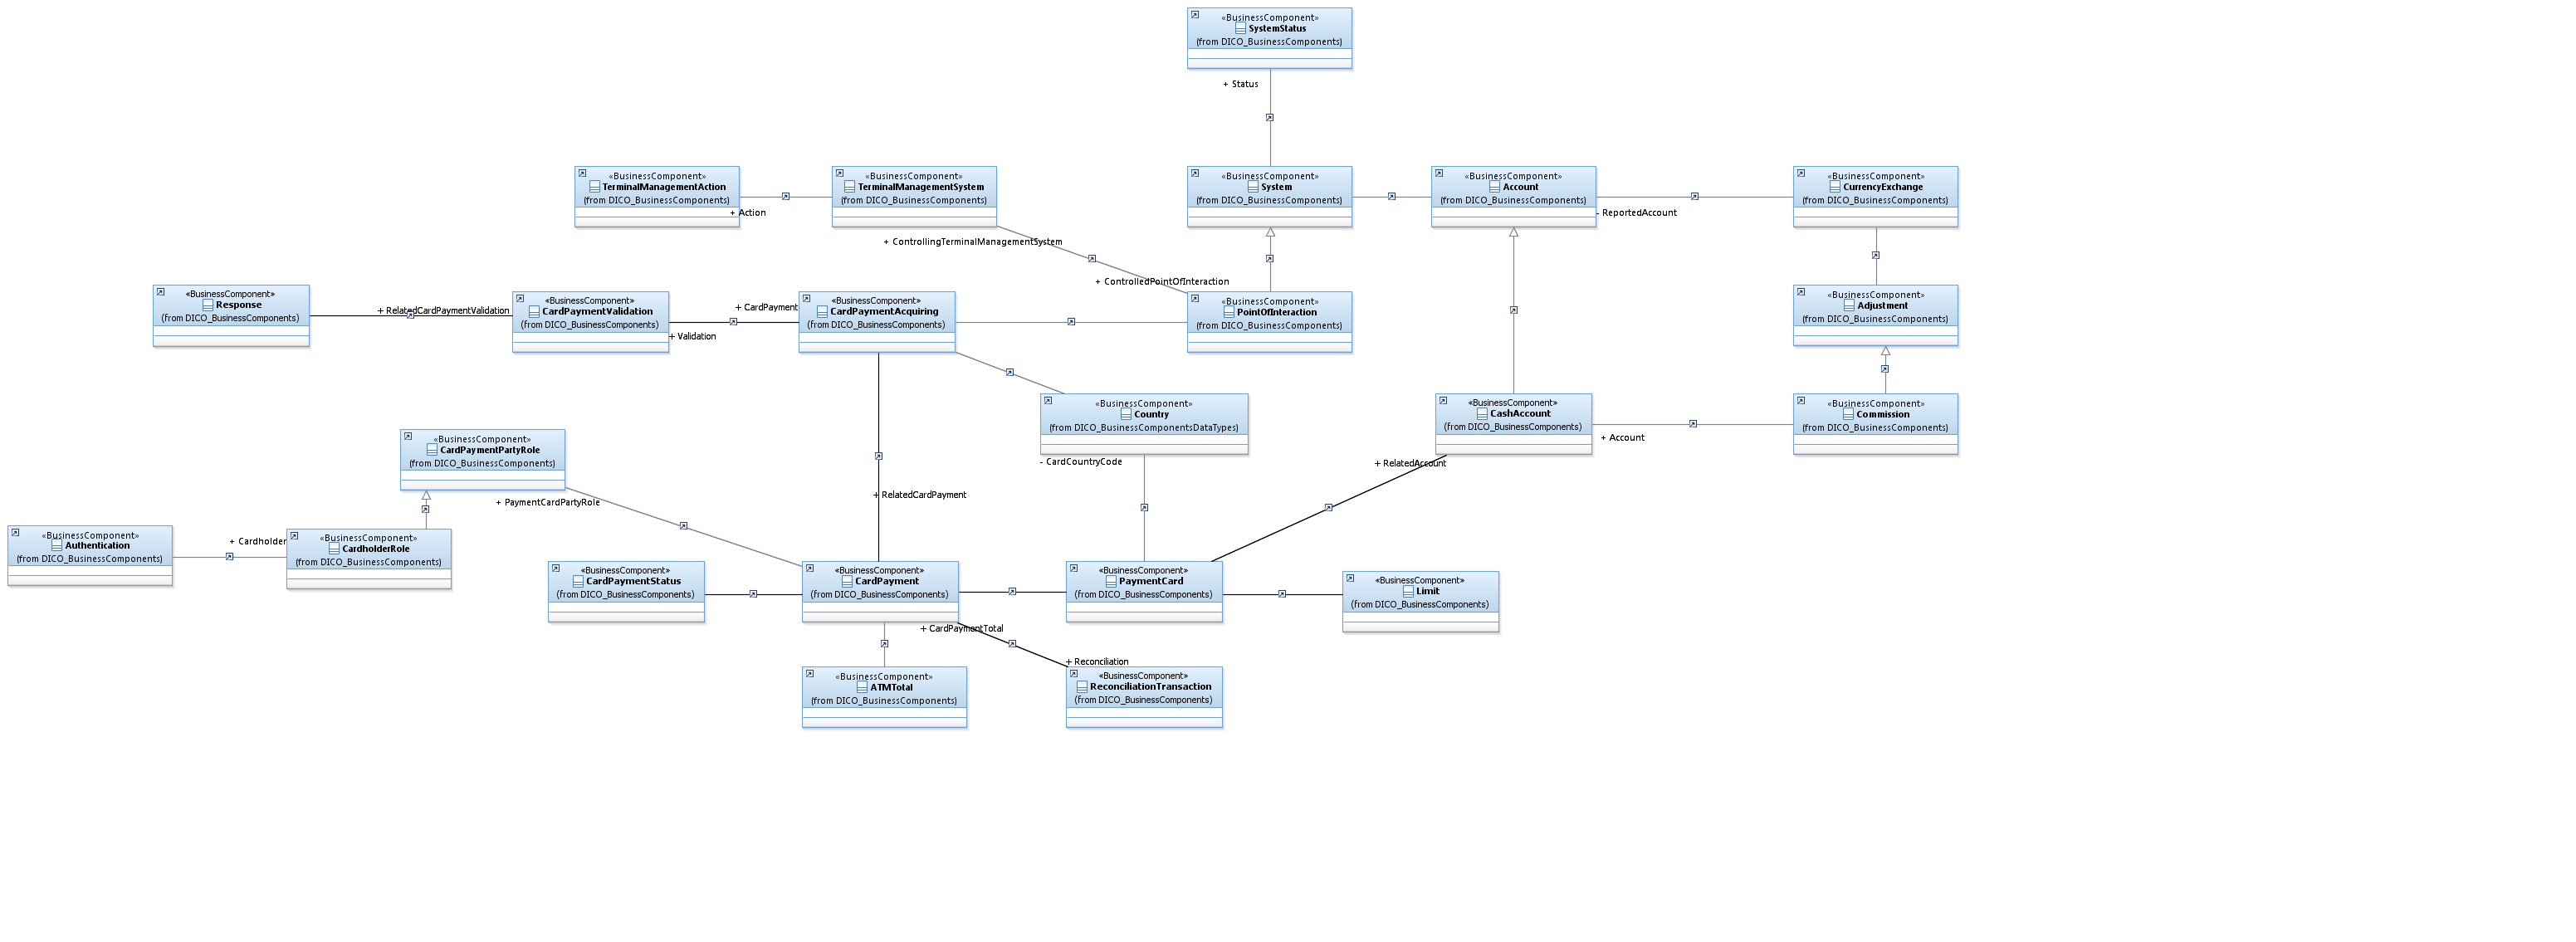 «BusinessComponent»
SystemStatus
(from DICO_BusinessComponents)
+ Status
«BusinessComponent»
TerminalManagementAction
(from DICO_BusinessComponents)
+ Action
«BusinessComponent»
TerminalManagementSystem
(from DICO_BusinessComponents)
+ ControllingTerminalManagementSystem
«BusinessComponent»
System
(from DICO_BusinessComponents)
«BusinessComponent»
Account
(from DICO_BusinessComponents)
- ReportedAccount
«BusinessComponent»
CurrencyExchange
(from DICO_BusinessComponents)
+ ControlledPointOfInteraction
«BusinessComponent»
Response
(from DICO_BusinessComponents)
+ RelatedCardPaymentValidation
«BusinessComponent»
CardPaymentValidation
(from DICO_BusinessComponents)
+ Validation
+ CardPayment
«BusinessComponent»
CardPaymentAcquiring
(from DICO_BusinessComponents)
«BusinessComponent»
PointOfInteraction
(from DICO_BusinessComponents)
«BusinessComponent»
Adjustment
(from DICO_BusinessComponents)
«BusinessComponent»
Country
(from DICO_BusinessComponentsDataTypes)
- CardCountryCode
«BusinessComponent»
CashAccount
(from DICO_BusinessComponents)
+ Account
+ RelatedAccount
«BusinessComponent»
Commission
(from DICO_BusinessComponents)
«BusinessComponent»
CardPaymentPartyRole
(from DICO_BusinessComponents)
+ PaymentCardPartyRole
+ RelatedCardPayment
«BusinessComponent»
Authentication
(from DICO_BusinessComponents)
+ Cardholder
«BusinessComponent»
CardholderRole
(from DICO_BusinessComponents)
«BusinessComponent»
CardPaymentStatus
(from DICO_BusinessComponents)
«BusinessComponent»
CardPayment
(from DICO_BusinessComponents)
+ CardPaymentTotal
«BusinessComponent»
PaymentCard
(from DICO_BusinessComponents)
«BusinessComponent»
Limit
(from DICO_BusinessComponents)
+ Reconciliation
«BusinessComponent»
ATMTotal
(from DICO_BusinessComponents)
«BusinessComponent»
ReconciliationTransaction
(from DICO_BusinessComponents)